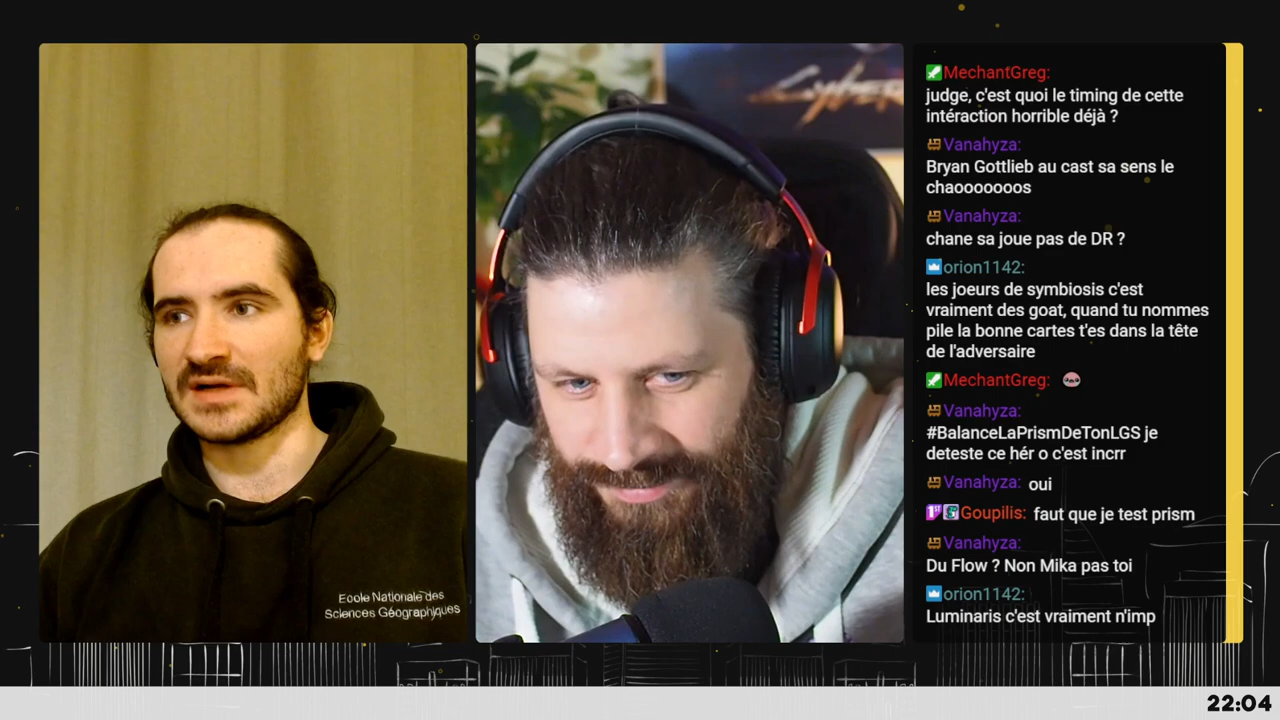 Ecole Nationale des
Sciences Géographiques
MechantGreg:
judge, c'est quoi le timing de cette
intéraction horrible déjà ?
Vanahyza:
Bryan Gottlieb au cast sa sens le
chaooooooos
Vanahyza:
chane sa joue pas de DR ?
orion1142:
les joeurs de symbiosis c'est
vraiment des goat, quand tu nommes
pile la bonne cartes t'es dans la tête
de l'adversaire
MechantGreg:
Vanahyza:
#BalanceLaPrismDeTonLGS je
deteste ce hér o c'est incrr
Vanahyza: oui
1st Goupilis: faut que je test prism
Vanahyza:
Du Flow ? Non Mika pas toi
orion1142:
Luminaris c'est vraiment n'imp
22:04